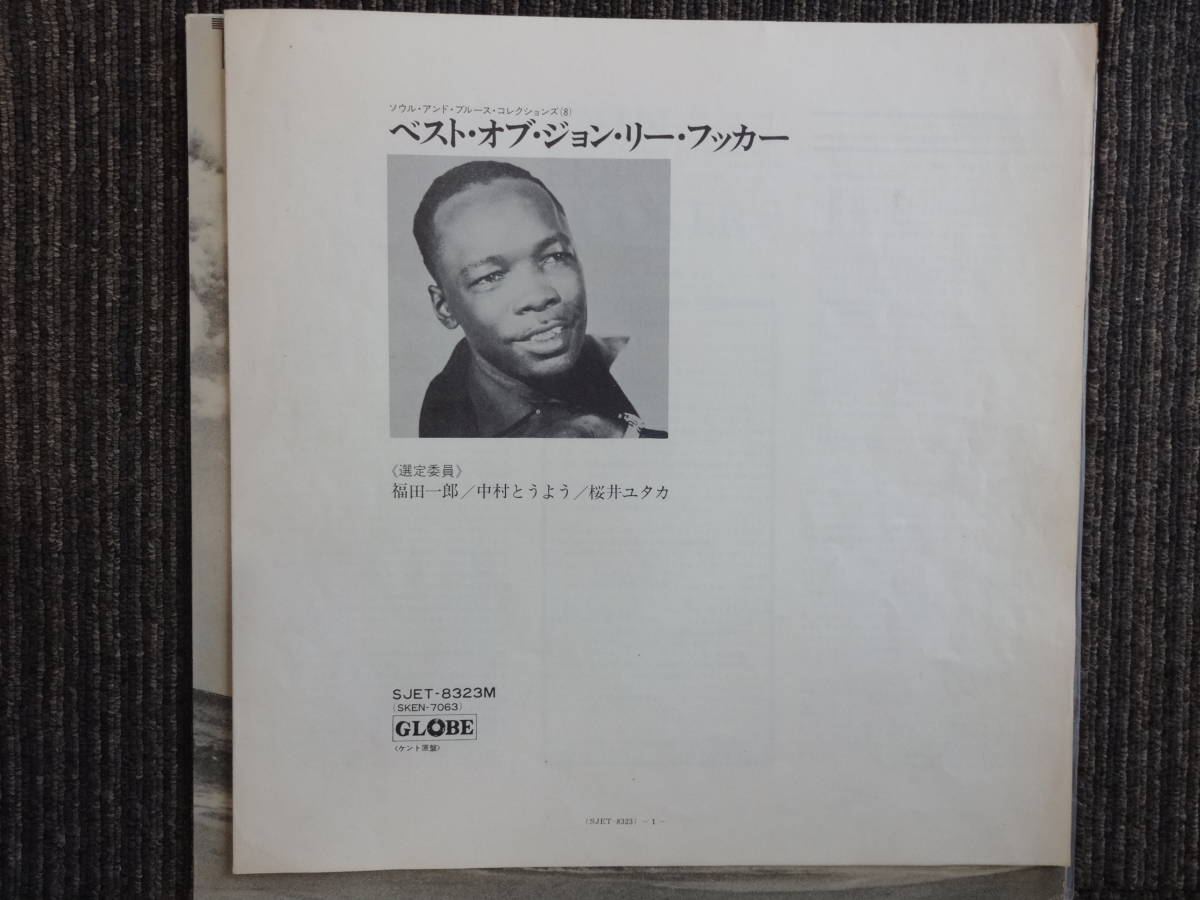 ソウル・アンド・ブルース・コレクションズ(8)
ベスト・オブ・ジョン・リー・フッカー
《選定委員》
福田一郎／中村とうよう／桜井ユタカ
SJET-8323M
(SKEN-7063)
GLOBE
〈ケント原盤〉
(SJET-8323) - 1 -